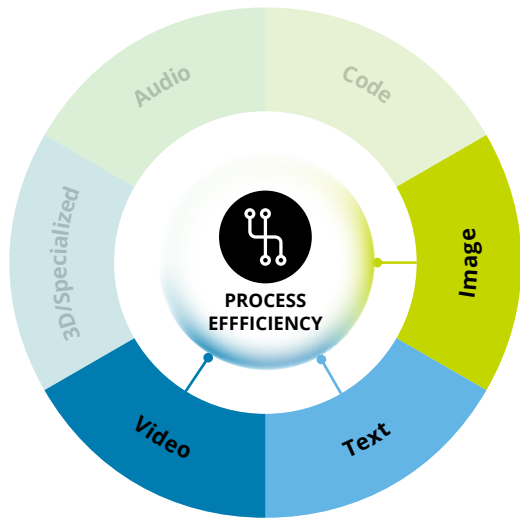 Audio
Code
3D/Specialized
Image
PROCESS
EFFFICIENCY
Video
Text